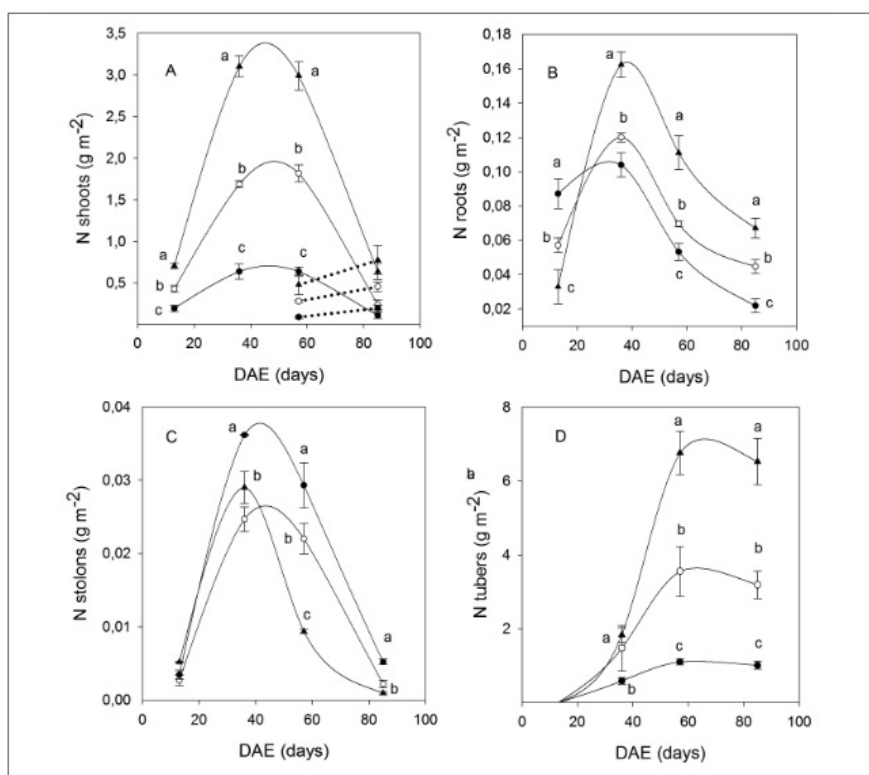 A
N shoots (g m⁻²)
3,5
3,0
2,5
2,0
1,5
1,0
0,5
a
a
b
b
a
b
c
c
c
0
20
40
60
80
100
DAE (days)
B
N roots (g m⁻²)
0,18
0,16
0,14
0,12
0,10
0,08
0,06
0,04
0,02
a
a
b
a
b
b
a
b
c
c
c
0
20
40
60
80
100
DAE (days)
C
N stolons (g m⁻²)
0,04
0,03
0,02
0,01
0,00
a
a
b
b
c
a
b
0
20
40
60
80
100
DAE (days)
D
N tubers (g m⁻²)
8
6
4
2
a
a
b
b
a
c
c
b
0
20
40
60
80
100
DAE (days)